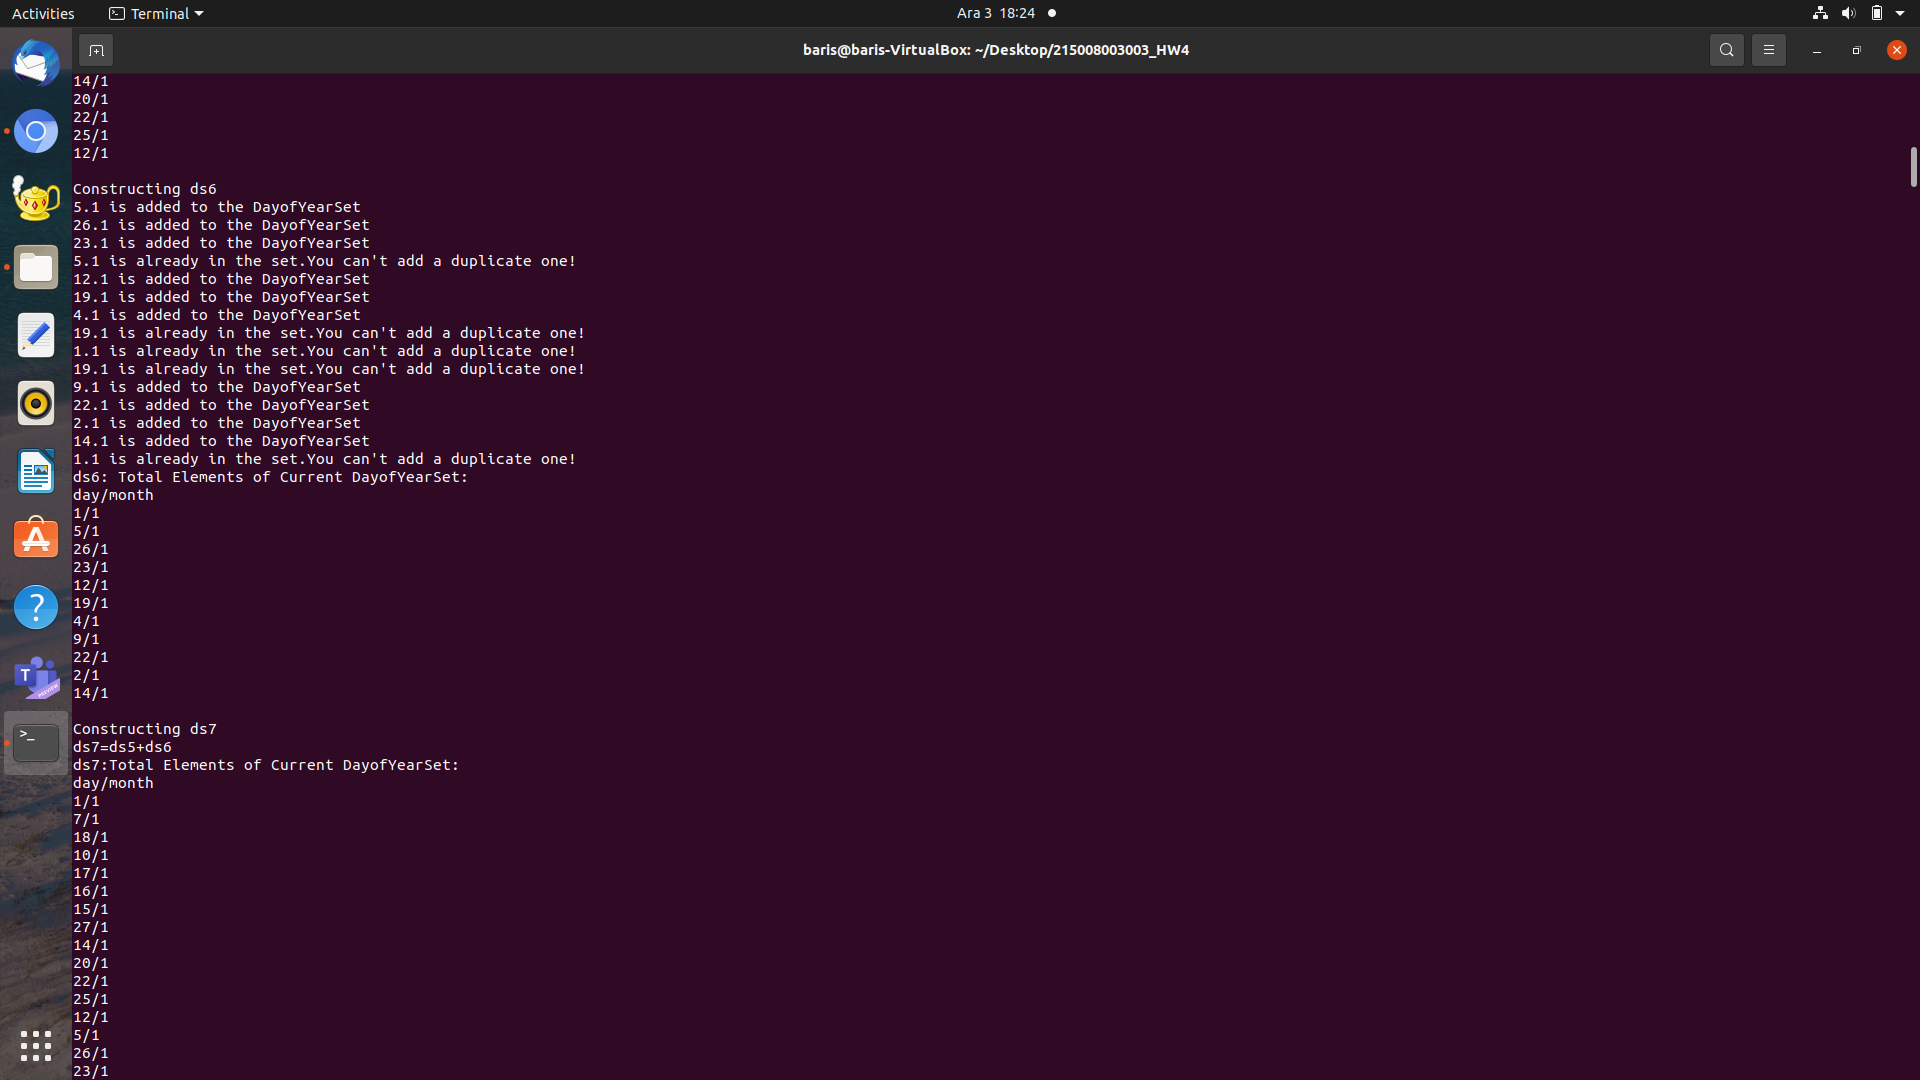 Activities
Terminal
Ara 3 18:24
baris@baris-VirtualBox: ~/Desktop/215008003003_HW4
14/1
20/1
22/1
25/1
12/1
Constructing ds6
5.1 is added to the DayofYearSet
26.1 is added to the DayofYearSet
23.1 is added to the DayofYearSet
5.1 is already in the set.You can't add a duplicate one!
12.1 is added to the DayofYearSet
19.1 is added to the DayofYearSet
4.1 is added to the DayofYearSet
19.1 is already in the set.You can't add a duplicate one!
1.1 is already in the set.You can't add a duplicate one!
19.1 is already in the set.You can't add a duplicate one!
9.1 is added to the DayofYearSet
22.1 is added to the DayofYearSet
2.1 is added to the DayofYearSet
14.1 is added to the DayofYearSet
1.1 is already in the set.You can't add a duplicate one!
ds6: Total Elements of Current DayofYearSet:
day/month
1/1
5/1
26/1
23/1
12/1
19/1
4/1
9/1
22/1
2/1
14/1
Constructing ds7
ds7=ds5+ds6
ds7:Total Elements of Current DayofYearSet:
day/month
1/1
7/1
18/1
10/1
17/1
16/1
15/1
27/1
14/1
20/1
22/1
25/1
12/1
5/1
26/1
23/1